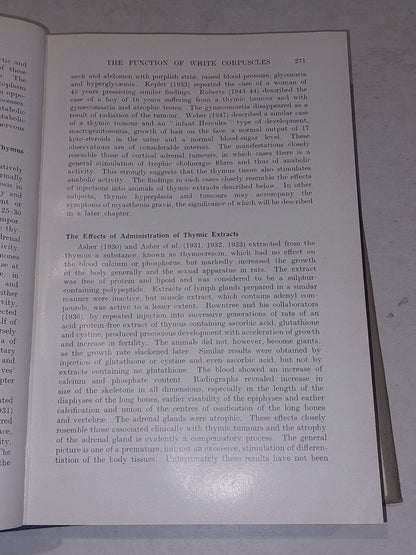 THE FUNCTION OF WHITE CORPUSCLES 271
neck and abdomen with purplish striæ, raised blood-pressure, glycosuria
and hyperglycæmia. Kepler (1933) reported the case of a woman of
45 years presenting similar findings. Roberts (1943-44) described the
case of a boy of 16 years suffering from a thymic tumour and with
gynæcomastia and atrophic testes. The gynæcomastia disappeared as a
result of radiation of the tumour. Weber (1947) described a similar case
of a thymic tumour and an "infant Hercules" type of development,
macrogenitosomia, growth of hair on the face, a normal output of 17
keto-steroids in the urine and a normal blood-sugar level. These
observations are of considerable interest. The manifestations closely
resemble those of cortical adrenal tumours, in which cases there is a
general stimulation of trophic cholinergic fibres and thus of anabolic
activity. This strongly suggests that the thymus tissue also stimulates
anabolic activity. The findings in such cases closely resemble the effects
of injections into animals of thymic extracts described below. In other
subjects, thymic hyperplasia and tumours may accompany the
symptoms of myasthenia gravis, the significance of which will be described
in a later chapter.
The Effects of Administration of Thymic Extracts
Asher (1930) and Asher et al. (1931, 1932, 1933) extracted from the
thymus a substance, known as thymocresin, which had no effect on
the blood calcium or phosphorus, but markedly increased the growth
of the body generally and the sexual apparatus in rats. The extract
was free of protein and lipoid and was considered to be a sulphur-
containing polypeptide. Extracts of lymph glands prepared in a similar
manner were inactive, but muscle extract, which contains adenyl com-
pounds, was active to a lesser extent. Rowntree and his collaborators
(1936), by repeated injection into successive generations of rats of an
acid protein-free extract of thymus containing ascorbic acid, glutathione
and cystine, produced precocious development with acceleration of growth
and increase in fertility. The animals did not, however, become giants,
as the growth rate slackened later. Similar results were obtained by
injection of glutathione or cystine and even ascorbic acid, but not by
extracts containing no glutathione. The blood showed an increase of
calcium and phosphate content. Radiographs revealed increase in
size of the skeletons in all dimensions, especially in the length of the
diaphyses of the long bones, earlier visability of the epiphyses and earlier
calcification and union of the centres of ossification of the long bones
and vertebræ. The adrenal glands were atrophic. These effects closely
resemble those associated clinically with thymic tumours and the atrophy
of the adrenal gland is evidently a compensatory process. The general
picture is one of a premature, but not an excessive, stimulation of differen-
tiation of the body tissues. Unfortunately these results have not been